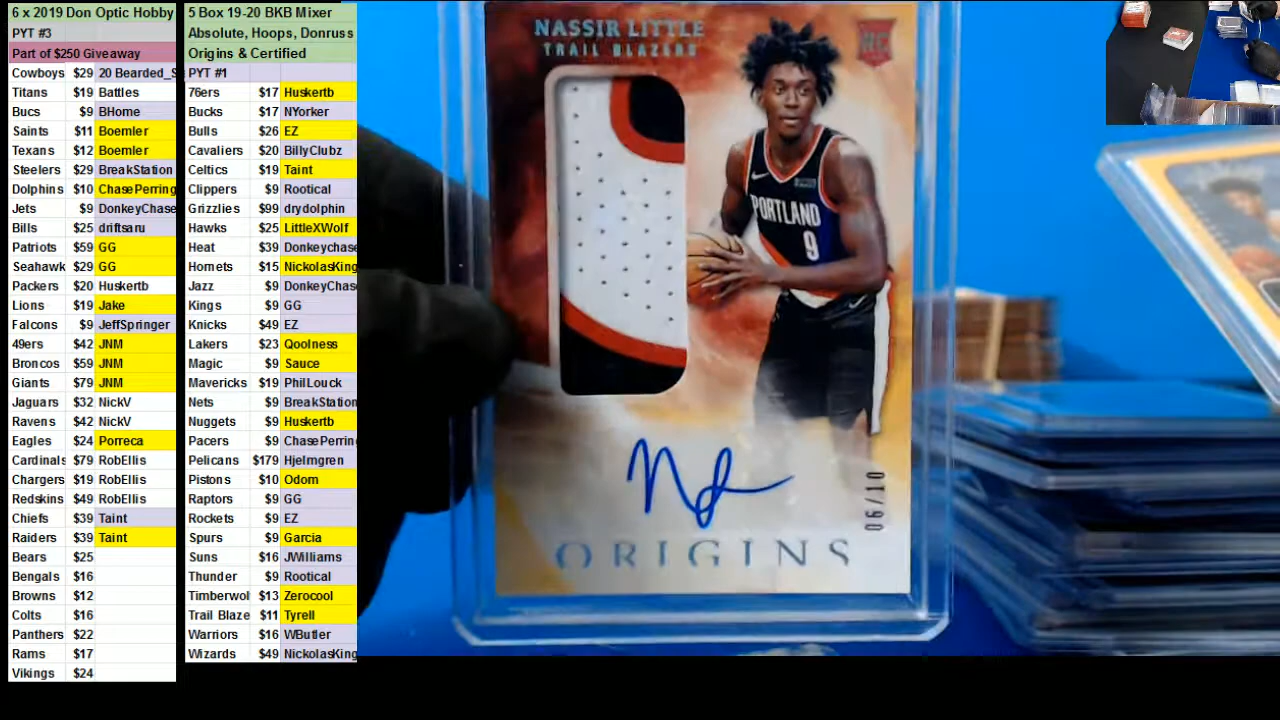 6 x 2019 Don Optic Hobby
PYT #3
Part of $250 Giveaway
Cowboys $29 20 Bearded_S
Titans $19 Battles
Bucs $9 BHome
Saints $11 Boemler
Texans $12 Boemler
Steelers $29 BreakStation
Dolphins $10 ChasePerring
Jets $9 DonkeyChase
Bills $25 driftsaru
Patriots $59 GG
Seahawk $29 GG
Packers $20 Huskertb
Lions $19 Jake
Falcons $9 JeffSpringer
49ers $42 JNM
Broncos $59 JNM
Giants $79 JNM
Jaguars $32 NickV
Ravens $42 NickV
Eagles $24 Porreca
Cardinals $79 RobEllis
Chargers $19 RobEllis
Redskins $49 RobEllis
Chiefs $39 Taint
Raiders $39 Taint
Bears $25
Bengals $16
Browns $12
Colts $16
Panthers $22
Rams $17
Vikings $24
5 Box 19-20 BKB Mixer
Absolute, Hoops, Donruss
Origins & Certified
PYT #1
76ers $17 Huskertb
Bucks $17 NYorker
Bulls $26 EZ
Cavaliers $20 BillyClubz
Celtics $19 Taint
Clippers $9 Rootical
Grizzlies $99 drydolphin
Hawks $25 LittleXWolf
Heat $39 Donkeychase
Hornets $15 NickolasKing
Jazz $9 DonkeyChas
Kings $9 GG
Knicks $49 EZ
Lakers $23 Qoolness
Magic $9 Sauce
Mavericks $19 PhilLouck
Nets $9 BreakStation
Nuggets $9 Huskertb
Pacers $9 ChasePerrin
Pelicans $179 Hjelmgren
Pistons $10 Odom
Raptors $9 GG
Rockets $9 EZ
Spurs $9 Garcia
Suns $16 JWilliams
Thunder $9 Rootical
Timberwol $13 Zerocool
Trail Blaze $11 Tyrell
Warriors $16 WButler
Wizards $49 NickolasKing
NASSIR LITTLE
TRAIL BLAZERS
RC
PORTLAND
9
06/10
ORIGINS